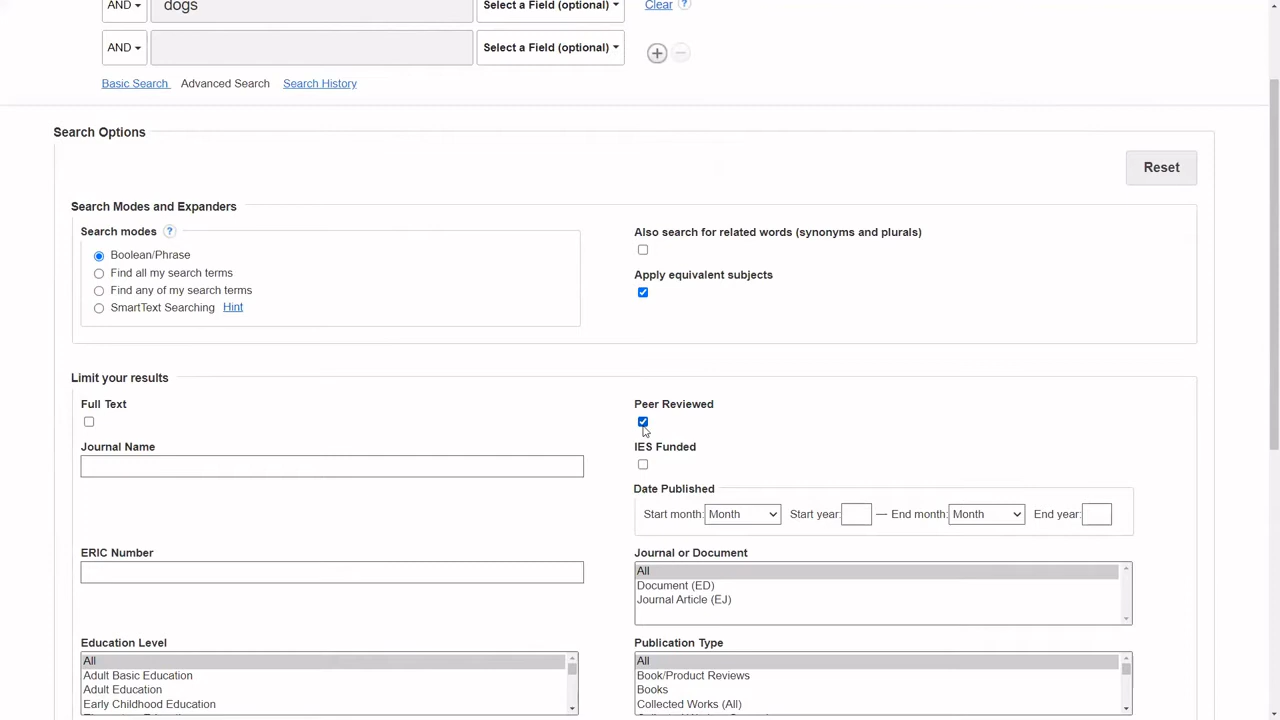 AND dogs Select a Field (optional) Clear ?
AND Select a Field (optional)
Basic Search Advanced Search Search History
Search Options
Reset
Search Modes and Expanders
Search modes ?
Boolean/Phrase
Find all my search terms
Find any of my search terms
SmartText Searching Hint
Also search for related words (synonyms and plurals)
Apply equivalent subjects
Limit your results
Full Text
Peer Reviewed
Journal Name
IES Funded
Date Published
Start month: Month Start year: — End month: Month End year:
ERIC Number
Journal or Document
All
Document (ED)
Journal Article (EJ)
Education Level
All
Adult Basic Education
Adult Education
Early Childhood Education
Publication Type
All
Book/Product Reviews
Books
Collected Works (All)